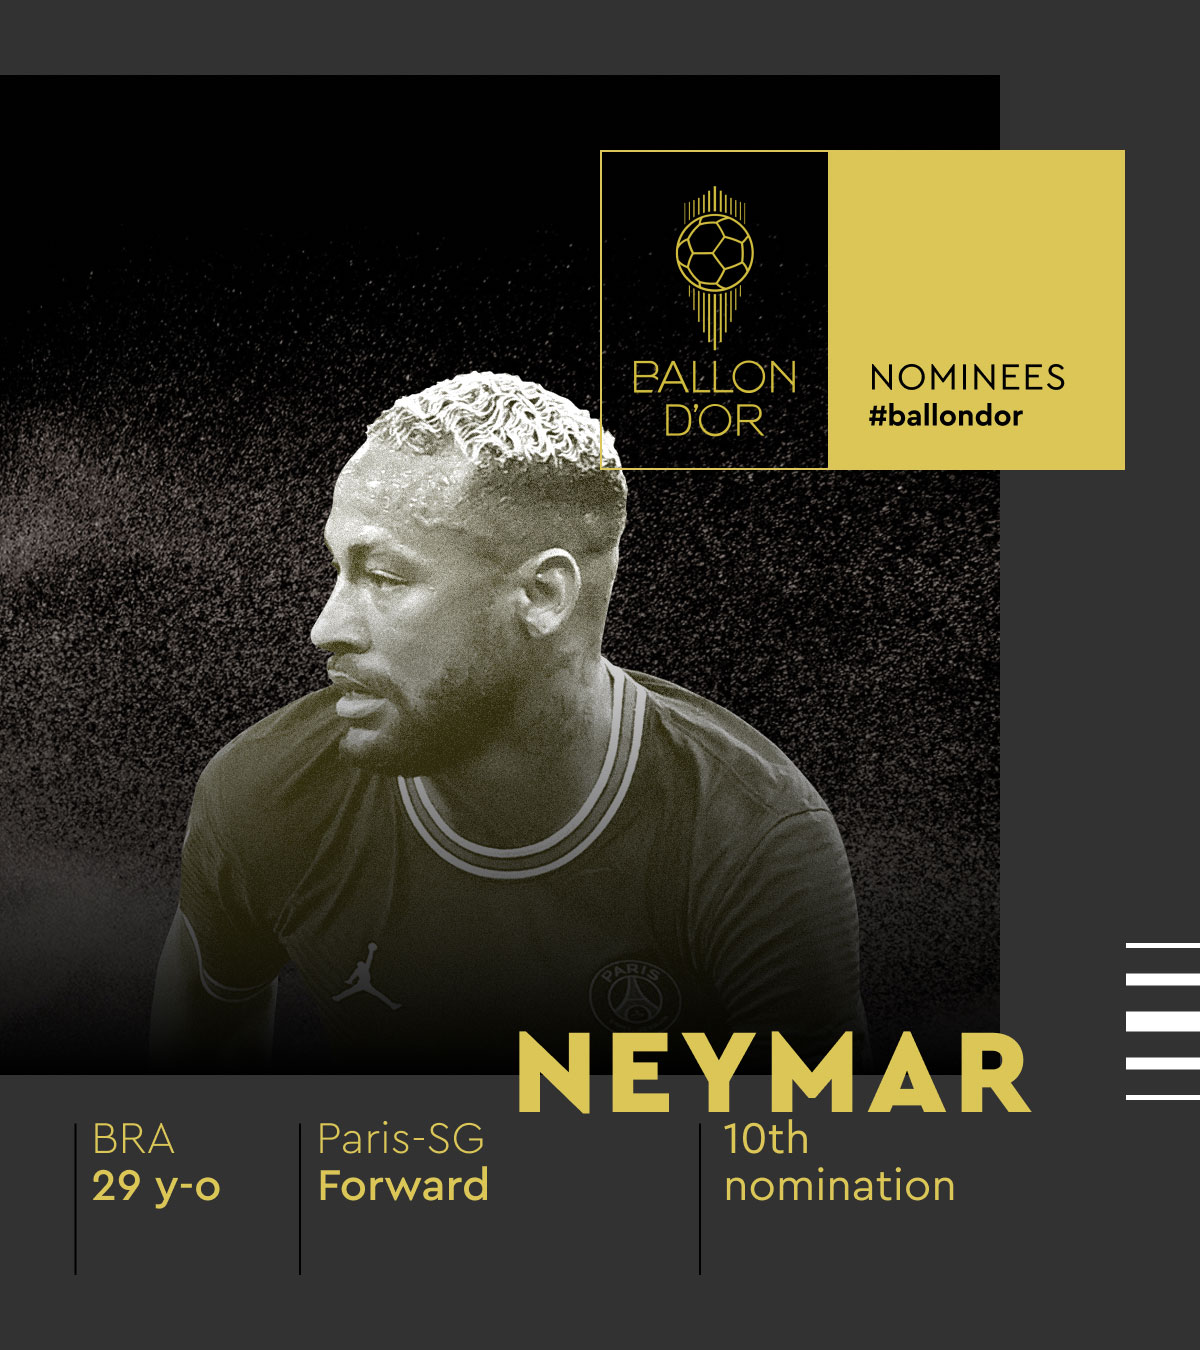 BALLON
D'OR
NOMINEES
#ballondor
PARIS
NEYMAR
BRA
29 y-o
Paris-SG
Forward
10th
nomination